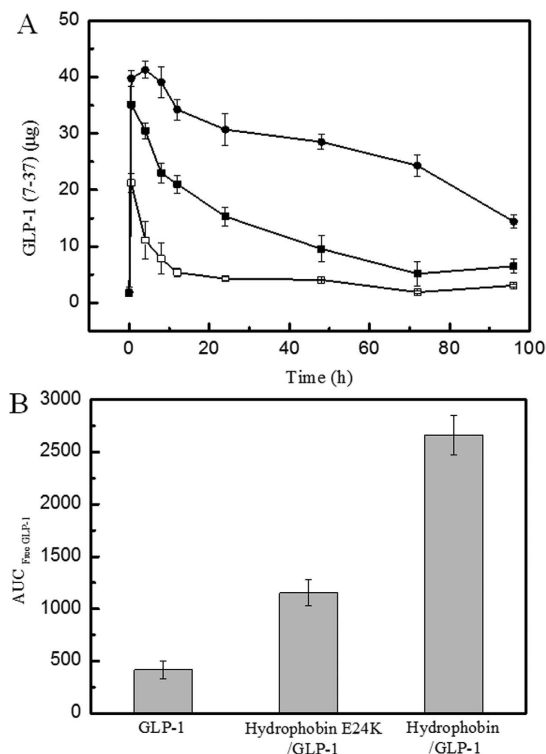 A
50
40
30
20
10
0
GLP-1 (7-37) (µg)
0 20 40 60 80 100
Time (h)
B
3000
2500
2000
1500
1000
500
0
AUC Free GLP-1
GLP-1 Hydrophobin E24K Hydrophobin
/GLP-1 /GLP-1